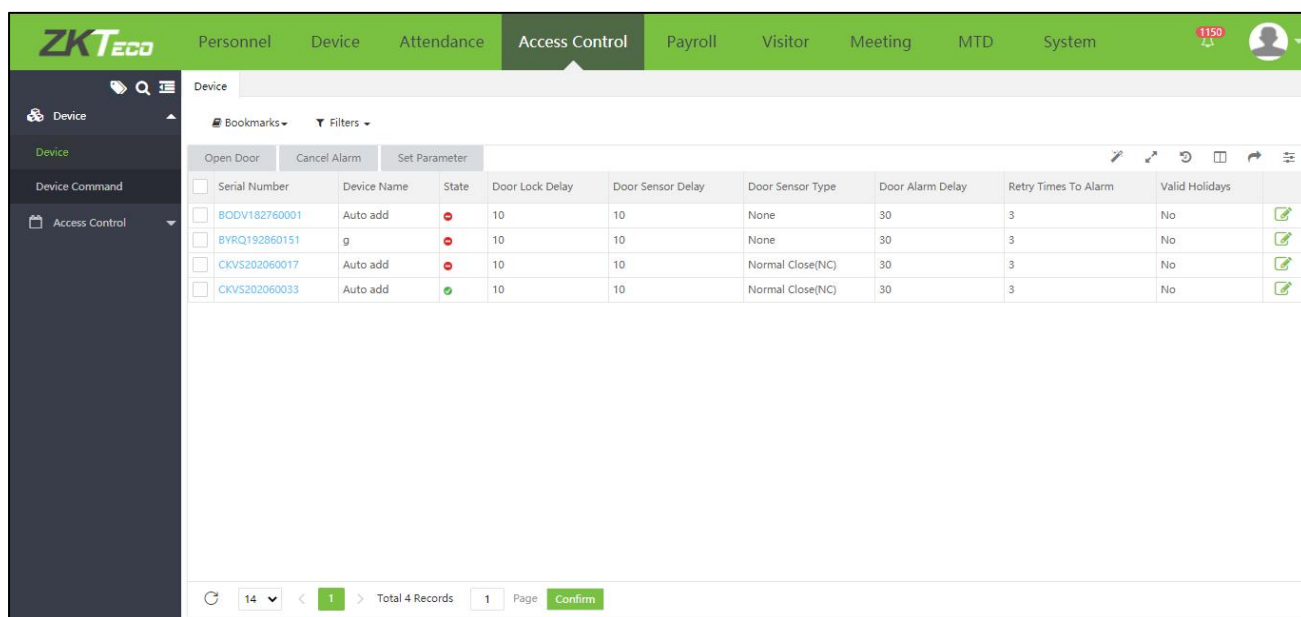 ZKTeco Personnel Device Attendance Access Control Payroll Visitor Meeting MTD System 1150
Device
Device
Bookmarks Filters
Device
Open Door Cancel Alarm Set Parameter
Device Command
Serial Number Device Name State Door Lock Delay Door Sensor Delay Door Sensor Type Door Alarm Delay Retry Times To Alarm Valid Holidays
Access Control
BODV182760001 Auto add 10 10 None 30 3 No
BYRQ192860151 g 10 10 None 30 3 No
CKVS202060017 Auto add 10 10 Normal Close(NC) 30 3 No
CKVS202060033 Auto add 10 10 Normal Close(NC) 30 3 No
14 1 Total 4 Records 1 Page Confirm